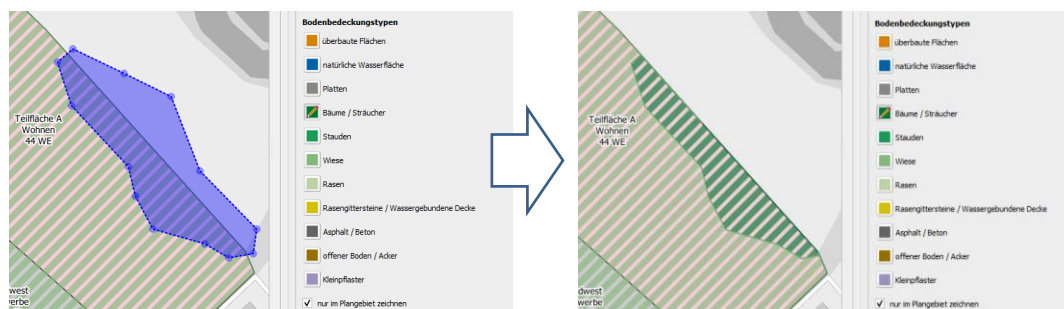 Bodenbedeckungstypen
überbaute Flächen
natürliche Wasserfläche
Platten
Bäume / Sträucher
Stauden
Wiese
Rasen
Rasengittersteine / Wassergebundene Decke
Asphalt / Beton
offener Boden / Acker
Kleinpflaster
nur im Plangebiet zeichnen
Teilfläche A
Wohnen
44 WE
dwest
werbe
Bodenbedeckungstypen
überbaute Flächen
natürliche Wasserfläche
Platten
Bäume / Sträucher
Stauden
Wiese
Rasen
Rasengittersteine / Wassergebundene Decke
Asphalt / Beton
offener Boden / Acker
Kleinpflaster
nur im Plangebiet zeichnen
Teilfläche A
Wohnen
44 WE
dwest
erbe